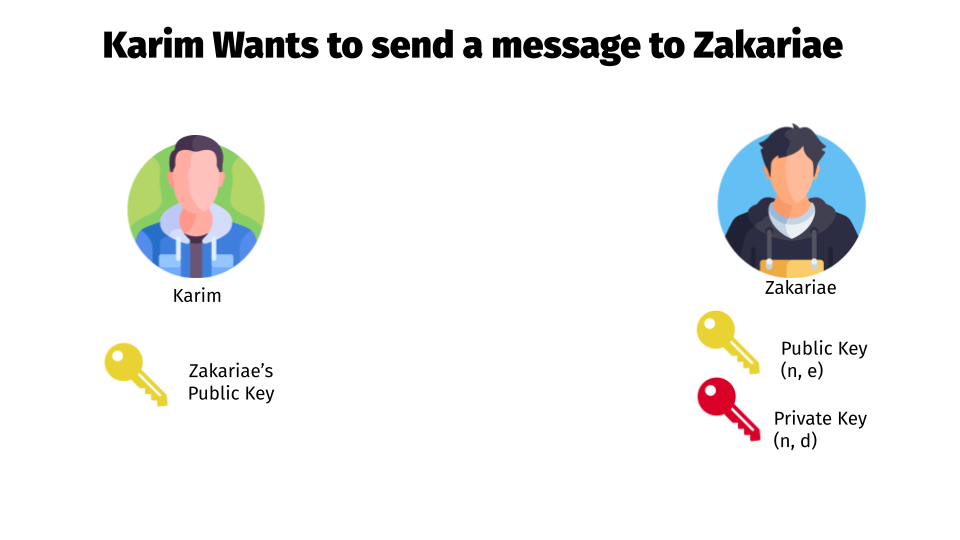 Karim Wants to send a message to Zakariae
Karim
Zakariae
Zakariae’s
Public Key
Public Key
(n, e)
Private Key
(n, d)